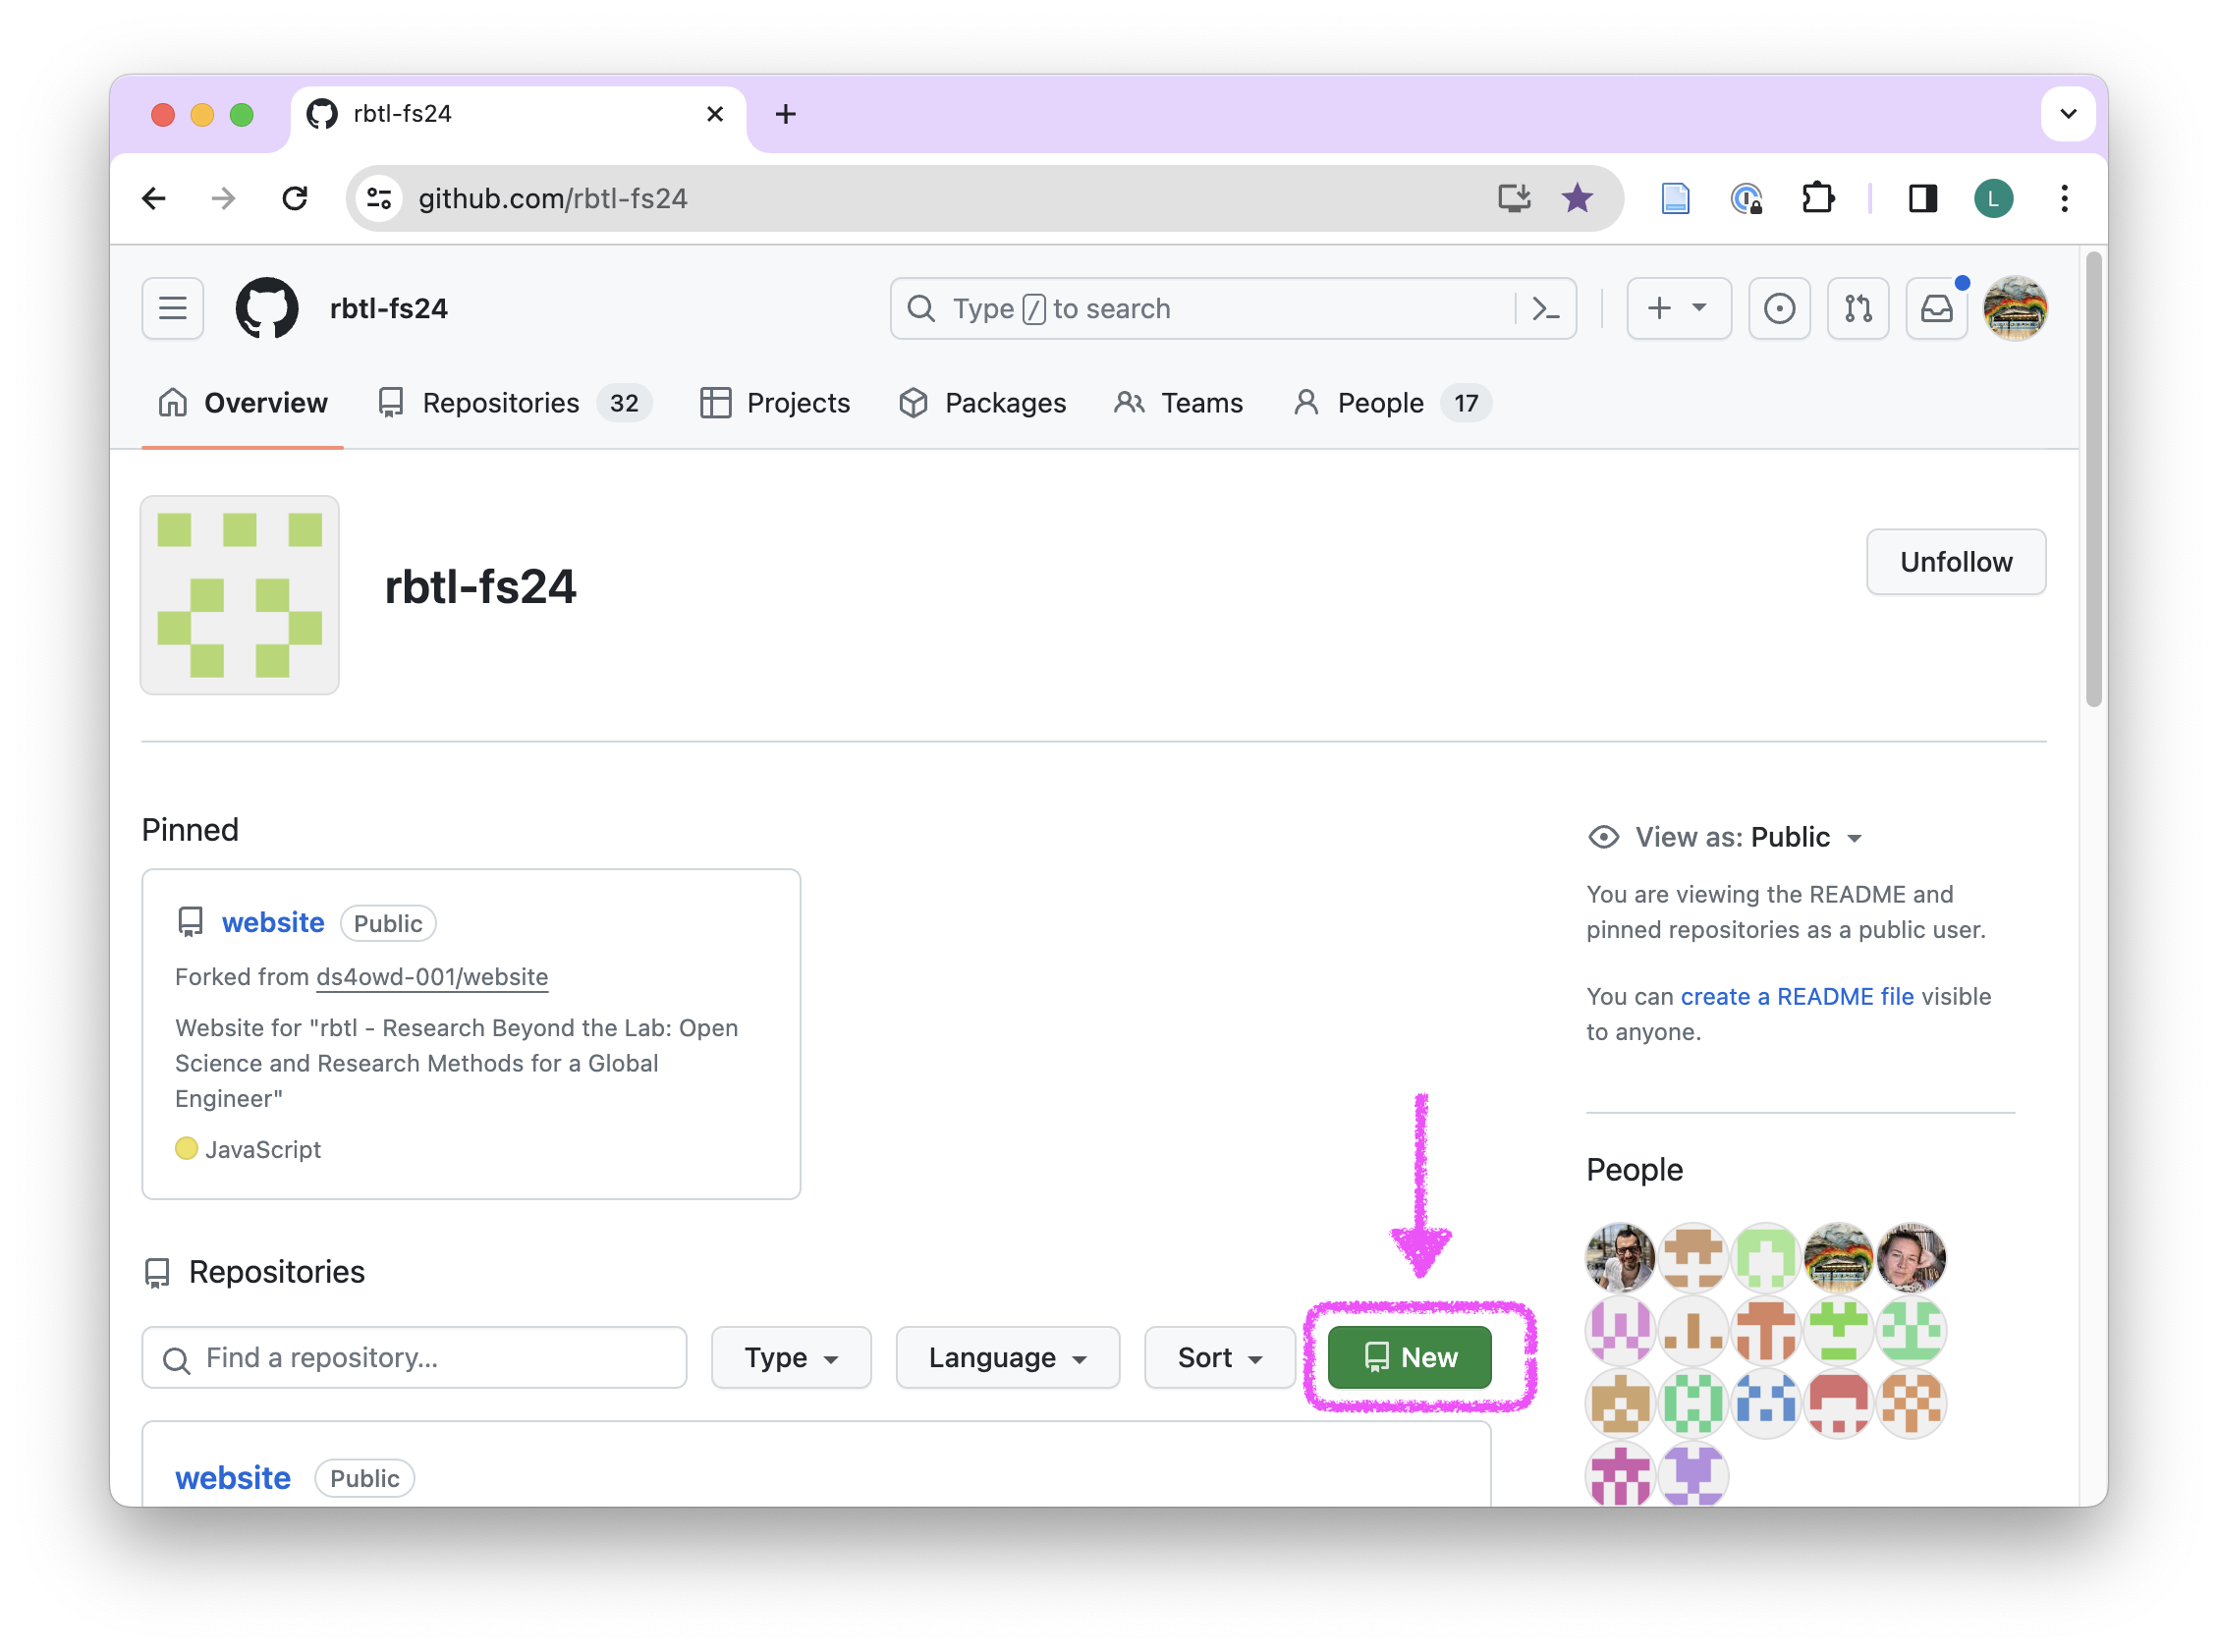 rbtl-fs24
github.com/rbtl-fs24
L
rbtl-fs24
Type / to search
Overview
Repositories 32
Projects
Packages
Teams
People 17
rbtl-fs24
Unfollow
Pinned
website Public
Forked from ds4owd-001/website
Website for "rbtl - Research Beyond the Lab: Open
Science and Research Methods for a Global
Engineer"
JavaScript
View as: Public
You are viewing the README and
pinned repositories as a public user.
You can create a README file visible
to anyone.
People
Repositories
Find a repository...
Type
Language
Sort
New
website Public